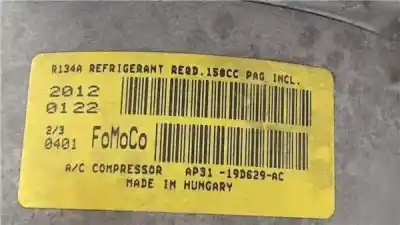 R134A REFRIGERANT REQD.150CC PAG INCL.
2012
0122
2/3
0401 FoMoCo
A/C COMPRESSOR AP31 -19D629-AC
MADE IN HUNGARY